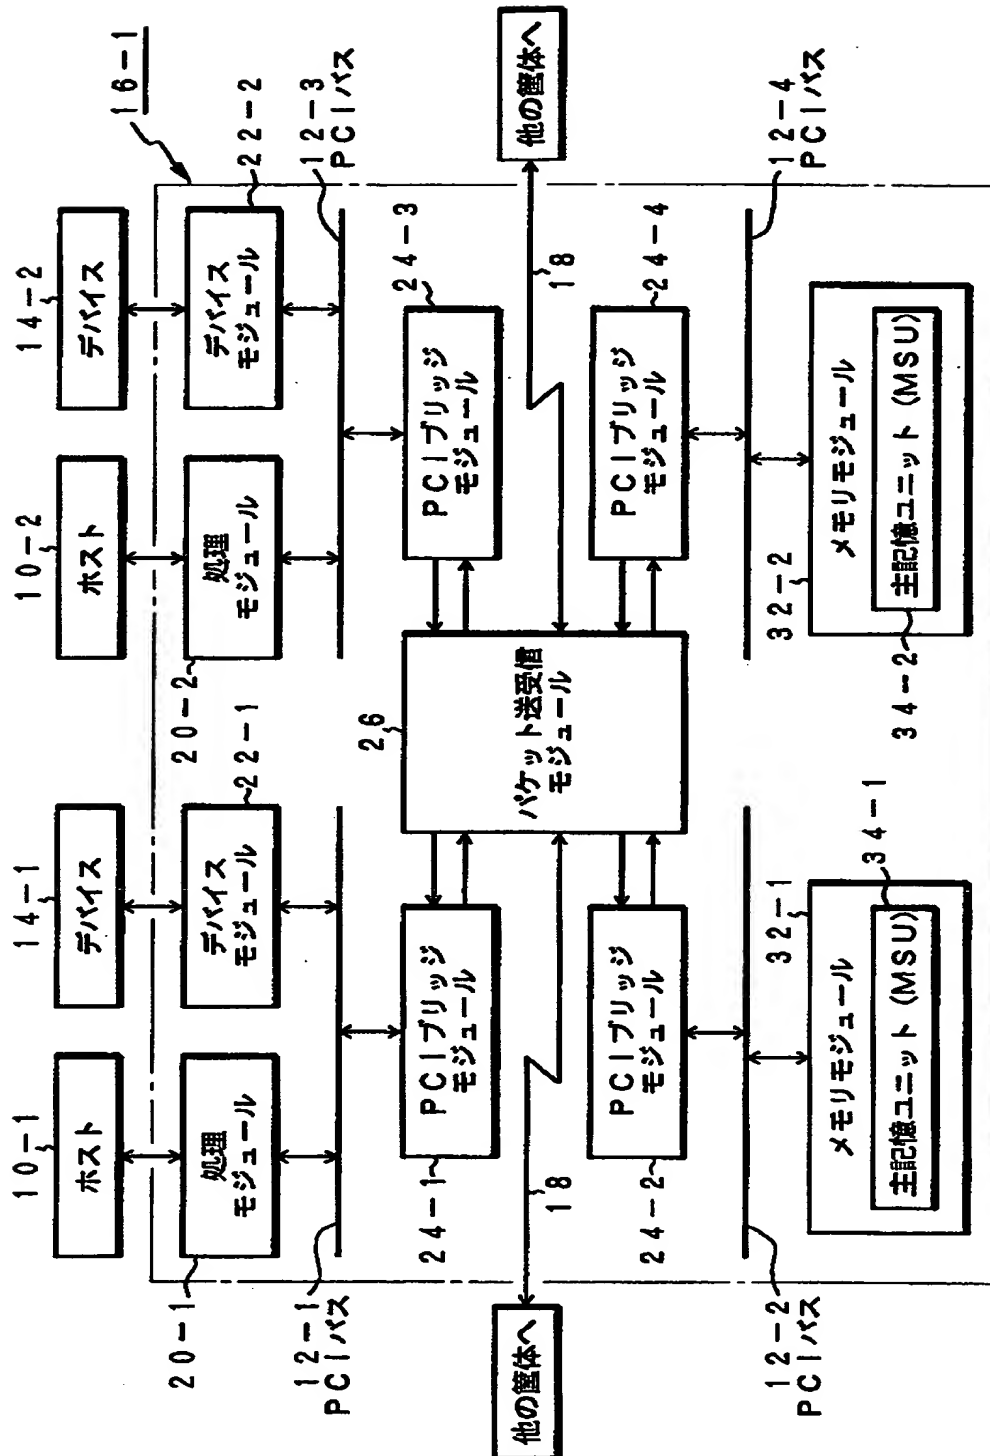 16-1
10-1
ホスト
14-1
デバイス
10-2
ホスト
14-2
デバイス
20-1
処理
モジュール
22-1
デバイス
モジュール
20-2
処理
モジュール
22-2
デバイス
モジュール
12-1
PCIバス
12-3
PCIバス
24-1
PCIブリッジ
モジュール
26
パケット送受信
モジュール
24-3
PCIブリッジ
モジュール
他の筐体へ
18
18
他の筐体へ
24-2
PCIブリッジ
モジュール
24-4
PCIブリッジ
モジュール
12-2
PCIバス
12-4
PCIバス
32-1
メモリモジュール
34-1
主記憶ユニット(MSU)
32-2
メモリモジュール
34-2
主記憶ユニット(MSU)